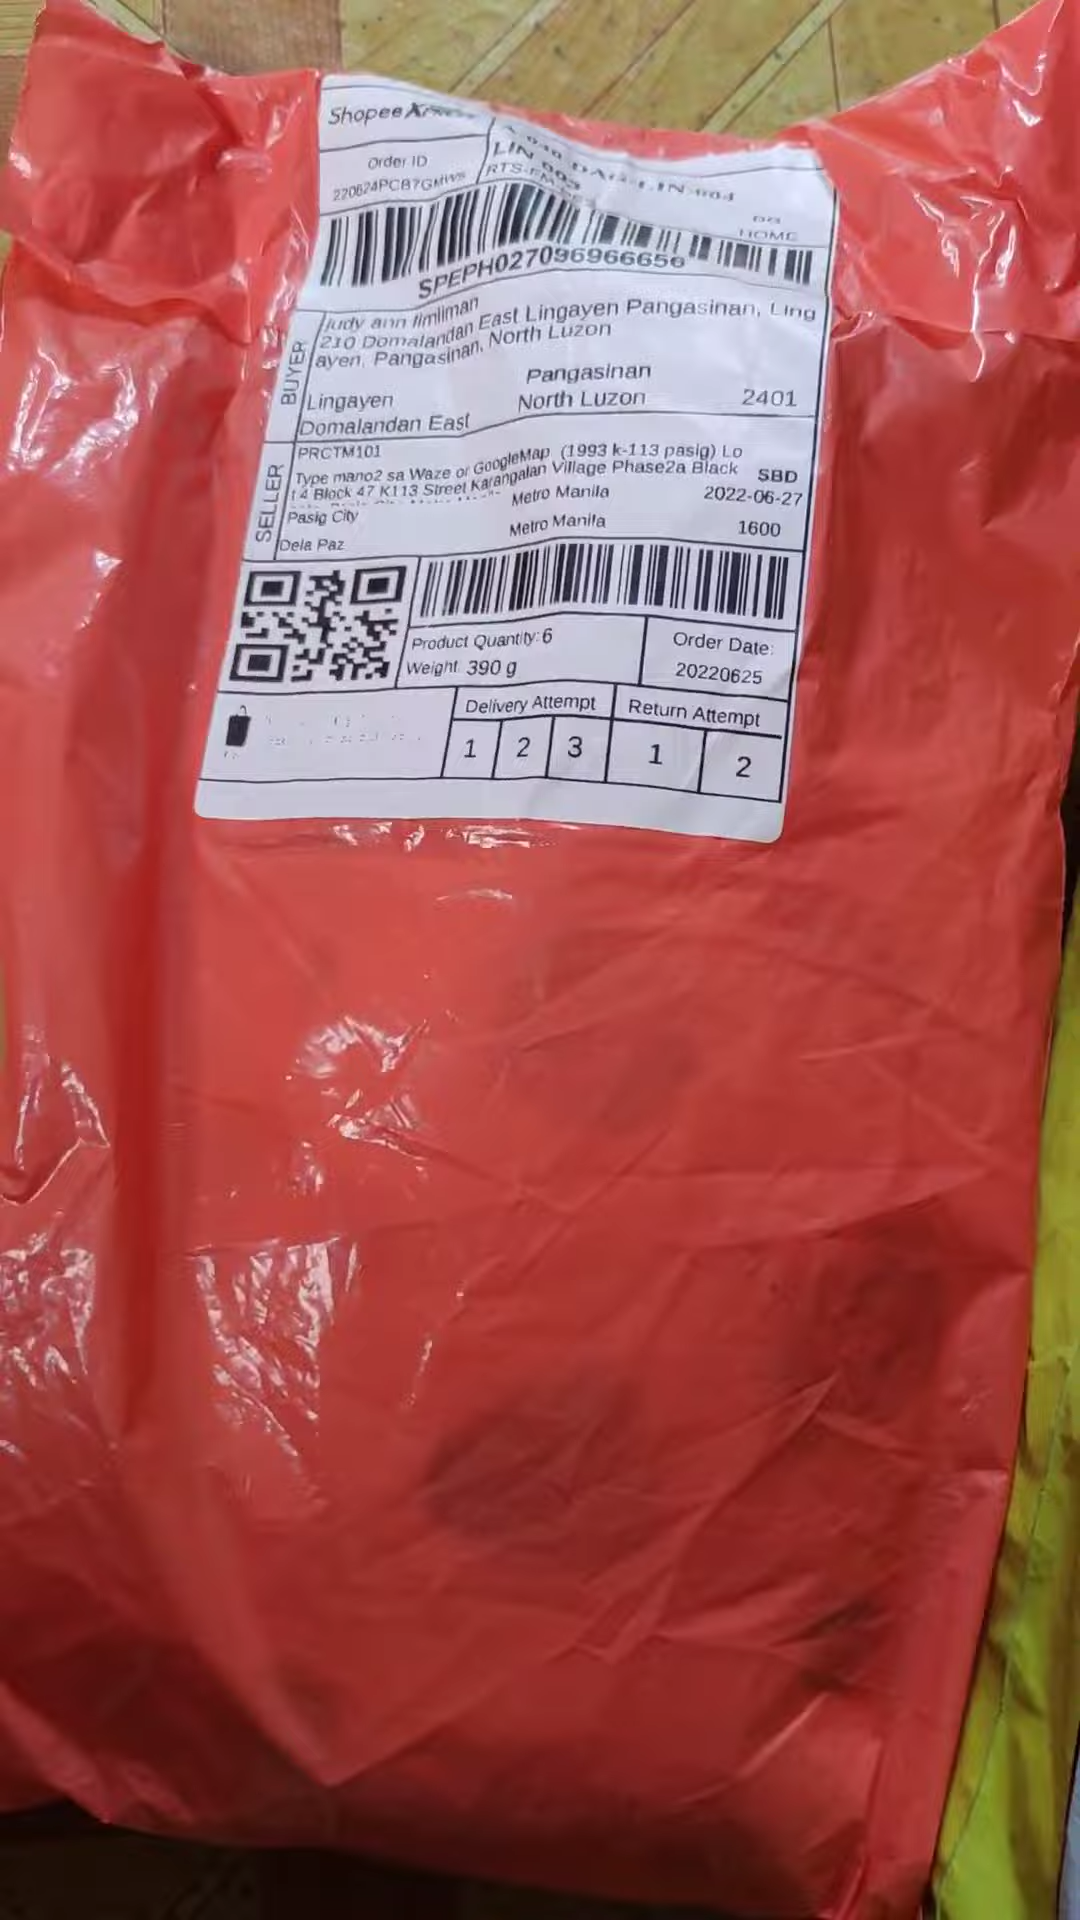 Shopee Xpress
Order ID
LIN 003
HOME
SPEPH027096966656
BUYER
judy ann limliman
210 Domalandan East Lingayen Pangasinan, Ling
ayen, Pangasinan, North Luzon
Pangasinan
Lingayen North Luzon 2401
Domalandan East
SELLER
PRCTM101
Type mano2 sa Waze or GoogleMap (1993 k-113 pasig) Lo
t 4 Block 47 K113 Street Karangalan Village Phase2a Black
SBD
Metro Manila 2022-06-27
Pasig City
Metro Manila 1600
Dela Paz
Product Quantity: 6
Weight 390 g
Order Date:
20220625
Delivery Attempt Return Attempt
1 2 3 1 2